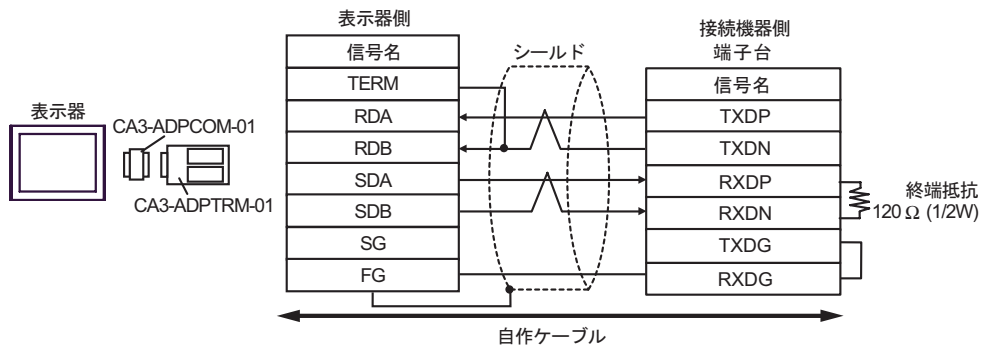 表示器
CA3-ADPCOM-01
CA3-ADPTRM-01
表示器側
信号名
TERM
RDA
RDB
SDA
SDB
SG
FG
シールド
接続機器側
端子台
信号名
TXDP
TXDN
RXDP
RXDN
TXDG
RXDG
終端抵抗
120 Ω (1/2W)
自作ケーブル